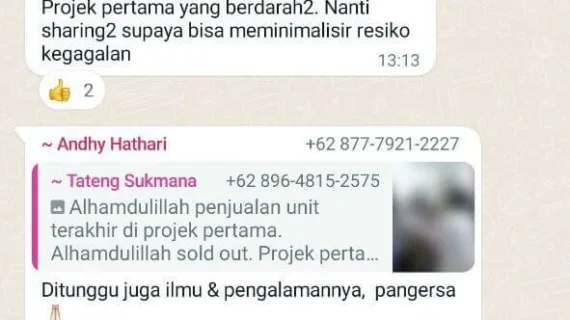 Projek pertama yang berdarah2. Nanti
sharing2 supaya bisa meminimalisir resiko
kegagalan
13:13
👍 2
~ Andhy Hathari +62 877-7921-2227
~ Tateng Sukmana +62 896-4815-2575
Alhamdulillah penjualan unit
terakhir di projek pertama.
Alhamdulillah sold out. Projek perta...
Ditunggu juga ilmu & pengalamannya, pangersa
🙏🏻